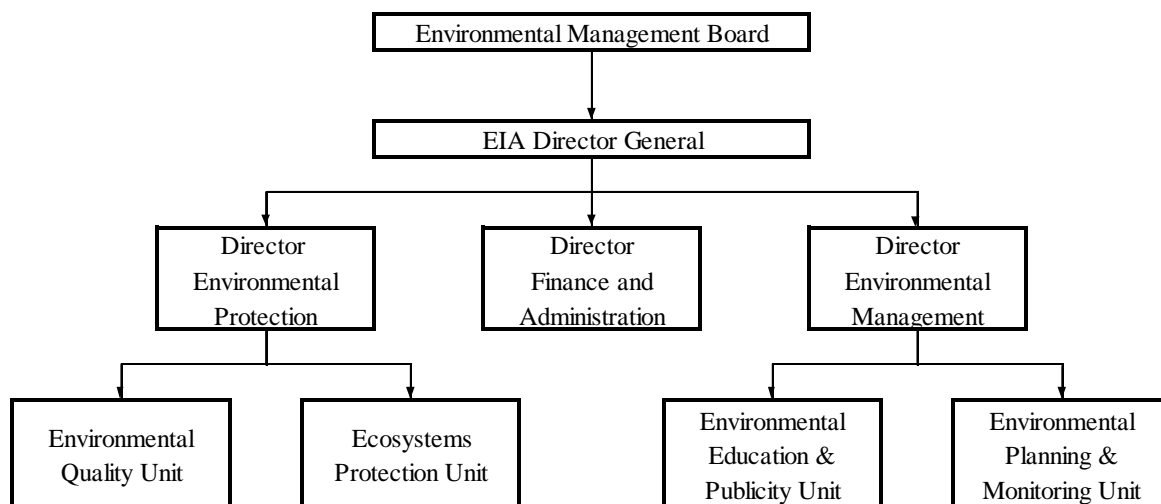 Environmental Management Board
EIA Director General
Director
Environmental
Protection
Director
Finance and
Administration
Director
Environmental
Management
Environmental
Quality Unit
Ecosystems
Protection Unit
Environmental
Education &
Publicity Unit
Environmental
Planning &
Monitoring Unit